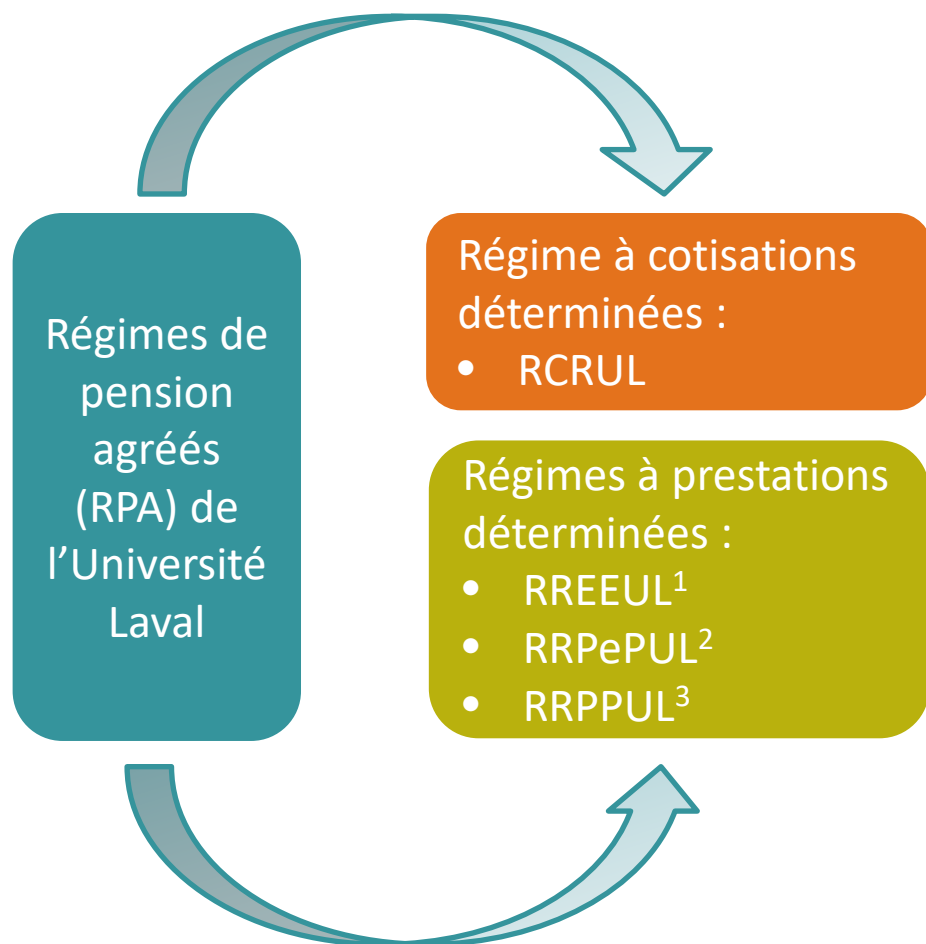 Régimes de
pension
agréés
(RPA) de
l’Université
Laval
Régime à cotisations
déterminées :
• RCRUL
Régimes à prestations
déterminées :
• RREEUL¹
• RRPePUL²
• RRPPUL³